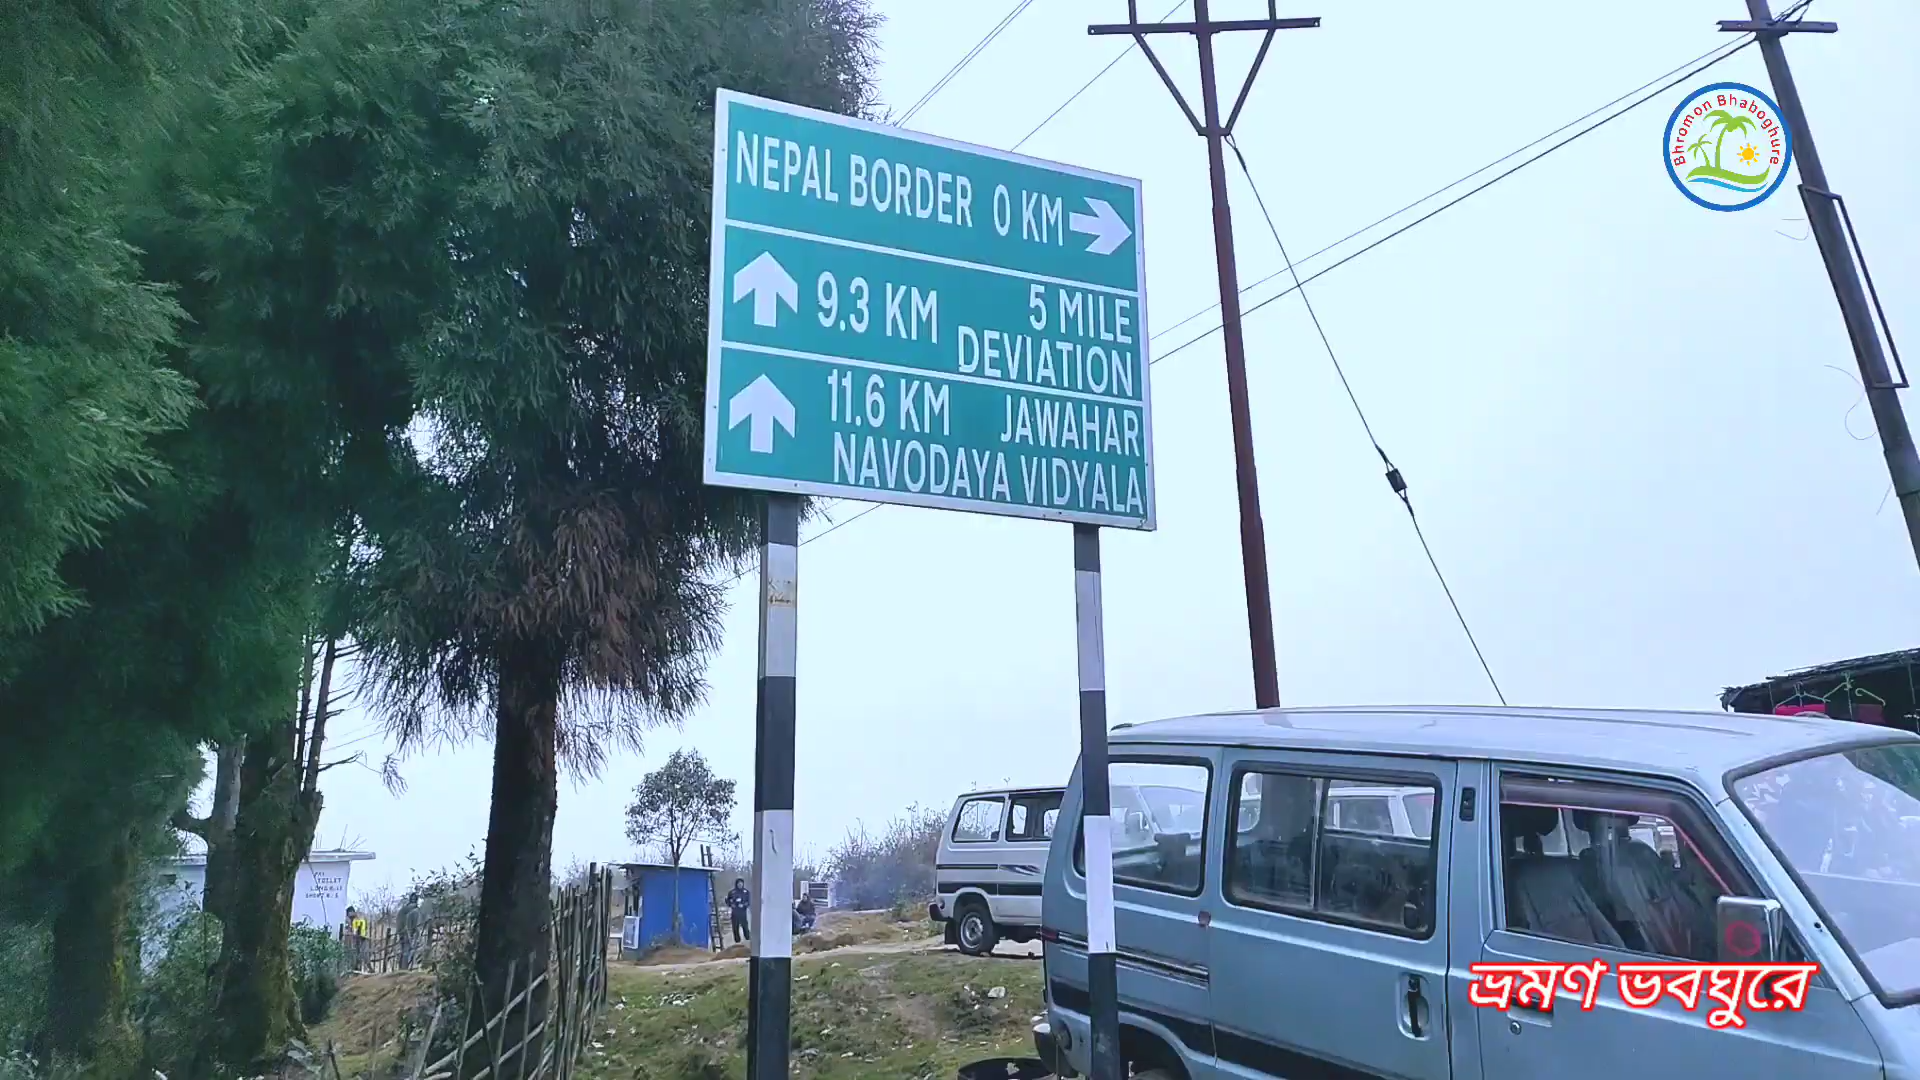 NEPAL BORDER 0 KM
9.3 KM 5 MILE
DEVIATION
11.6 KM JAWAHAR
NAVODAYA VIDYALA
Bhromon Bhaboghure
TOILET
ভ্রমণ ভবঘুরে